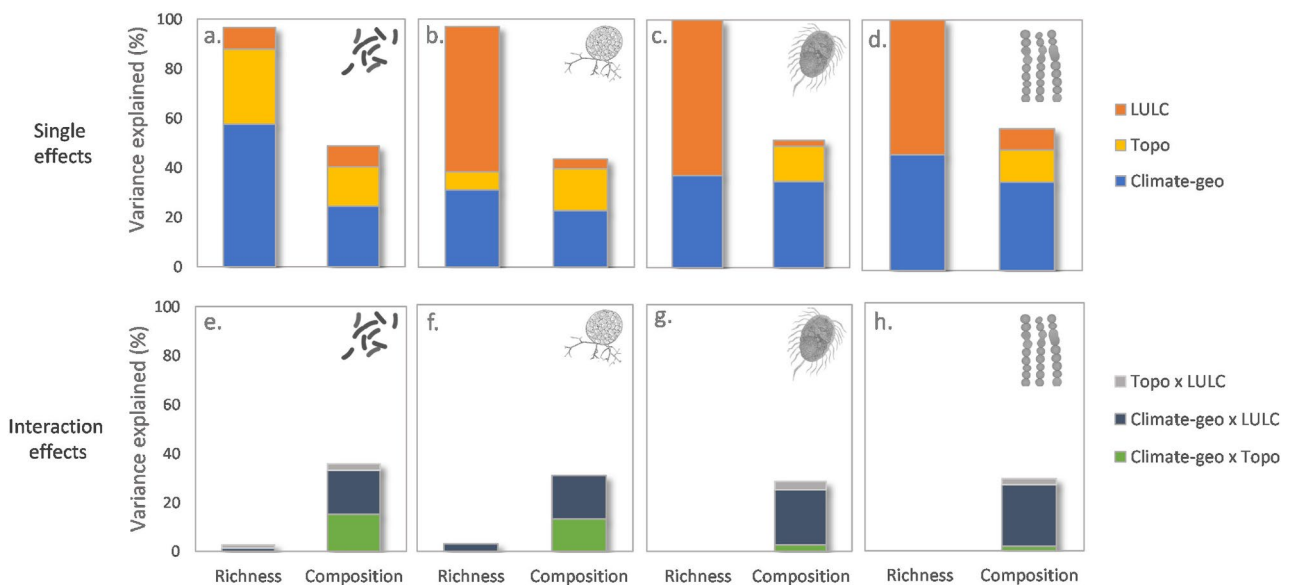 100
80
60
40
20
0
Variance explained (%)
Single
effects
a.
b.
c.
d.
LULC
Topo
Climate-geo
100
80
60
40
20
0
Variance explained (%)
Interaction
effects
e.
f.
g.
h.
Topo x LULC
Climate-geo x LULC
Climate-geo x Topo
Richness Composition Richness Composition Richness Composition Richness Composition